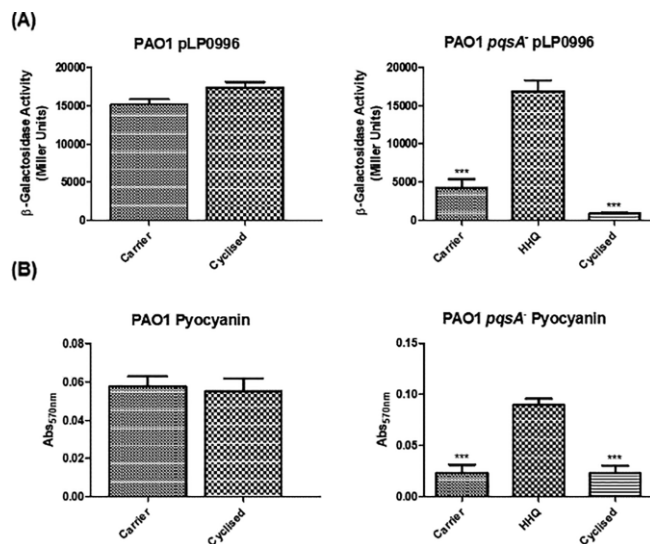 (A)
PAO1 pLP0996
β-Galactosidase Activity
(Miller Units)
20000
15000
10000
5000
0
Carrier
Cyclised
PAO1 pqsA- pLP0996
β-Galactosidase Activity
(Miller Units)
20000
15000
10000
5000
0
***
***
Carrier
HHQ
Cyclised
(B)
PAO1 Pyocyanin
Abs570nm
0.08
0.06
0.04
0.02
0.00
Carrier
Cyclised
PAO1 pqsA- Pyocyanin
Abs570nm
0.15
0.10
0.05
0.00
***
***
Carrier
HHQ
Cyclised